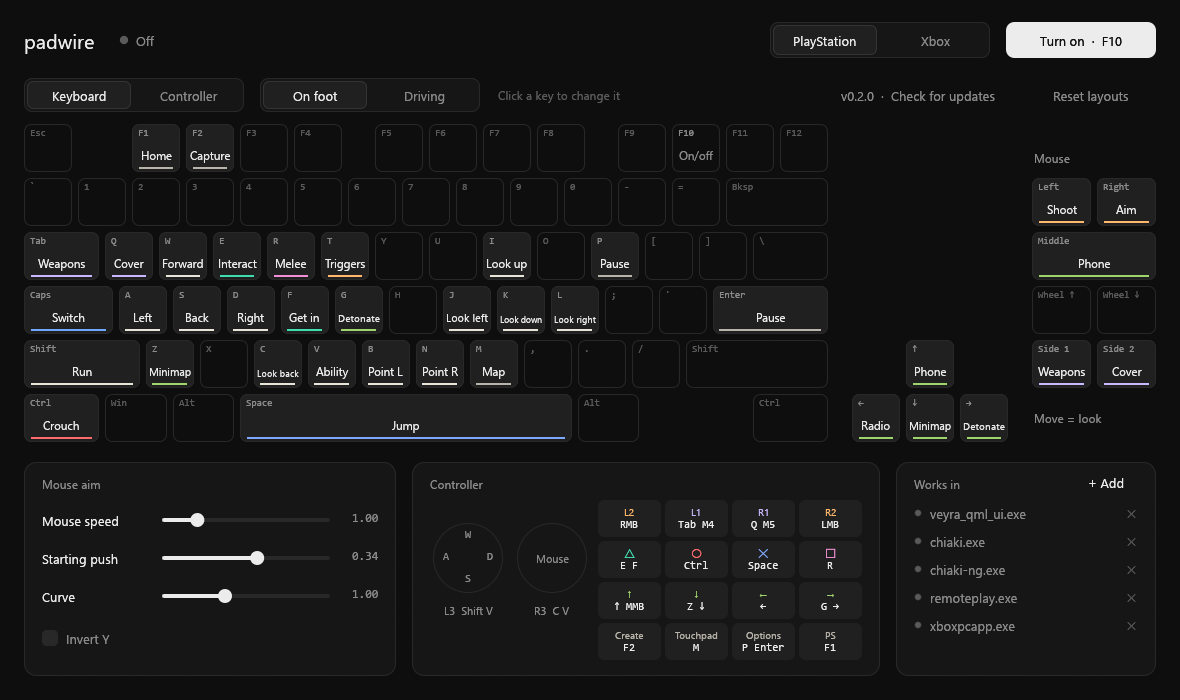 padwire Off PlayStation Xbox Turn on · F10
Keyboard Controller On foot Driving Click a key to change it v0.2.0 · Check for updates Reset layouts
Esc F1 F2 F3 F4 F5 F6 F7 F8 F9 F10 F11 F12
Home Capture On/off
Mouse
` 1 2 3 4 5 6 7 8 9 0 - = Bksp Left Right
Shoot Aim
Tab Q W E R T Y U I O P [ ] \ Middle
Weapons Cover Forward Interact Melee Triggers Look up Pause Phone
Caps A S D F G H J K L ; ' Enter Wheel ↑ Wheel ↓
Switch Left Back Right Get in Detonate Look left Look down Look right Pause
Shift Z X C V B N M , . / Shift ↑ Side 1 Side 2
Run Minimap Look back Ability Point L Point R Map Phone Weapons Cover
Ctrl Win Alt Space Alt Ctrl ← ↓ →
Crouch Jump Radio Minimap Detonate
Move = look
Mouse aim
Mouse speed 1.00
Starting push 0.34
Curve 1.00
Invert Y
Controller
W
A D
S
Mouse
L3 Shift V R3 C V
L2 L1 R1 R2
RMB Tab M4 Q M5 LMB
E F Ctrl Space R
↑ ↓ ← →
↑ MMB Z ↓ ← G →
Create Touchpad Options PS
F2 M P Enter F1
Works in + Add
veyra_qml_ui.exe
chiaki.exe
chiaki-ng.exe
remoteplay.exe
xboxpcapp.exe